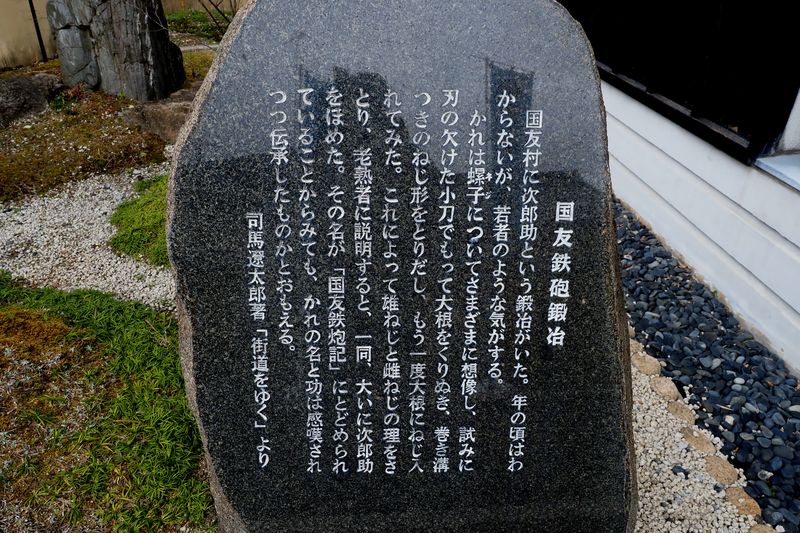 国友鉄砲鍛冶
国友村に次郎助という鍛冶がいた。年の頃はわ
からないが、若者のような気がする。
かれは螺子についてさまざまに想像し、試みに
ネジ
刃の欠けた小刀でもって大根をくりぬき、巻き溝
つきのねじ形をとりだし、もう一度大根にねじ入
れてみた。これによって雄ねじと雌ねじの理をさ
とり、老熟者に説明すると、一同、大いに次郎助
をほめた。その名が「国友鉄炮記」にとどめられ
ていることからみても、かれの名と功は感嘆され
つつ伝承したものかとおもえる。
司馬遼太郎著「街道をゆく」より